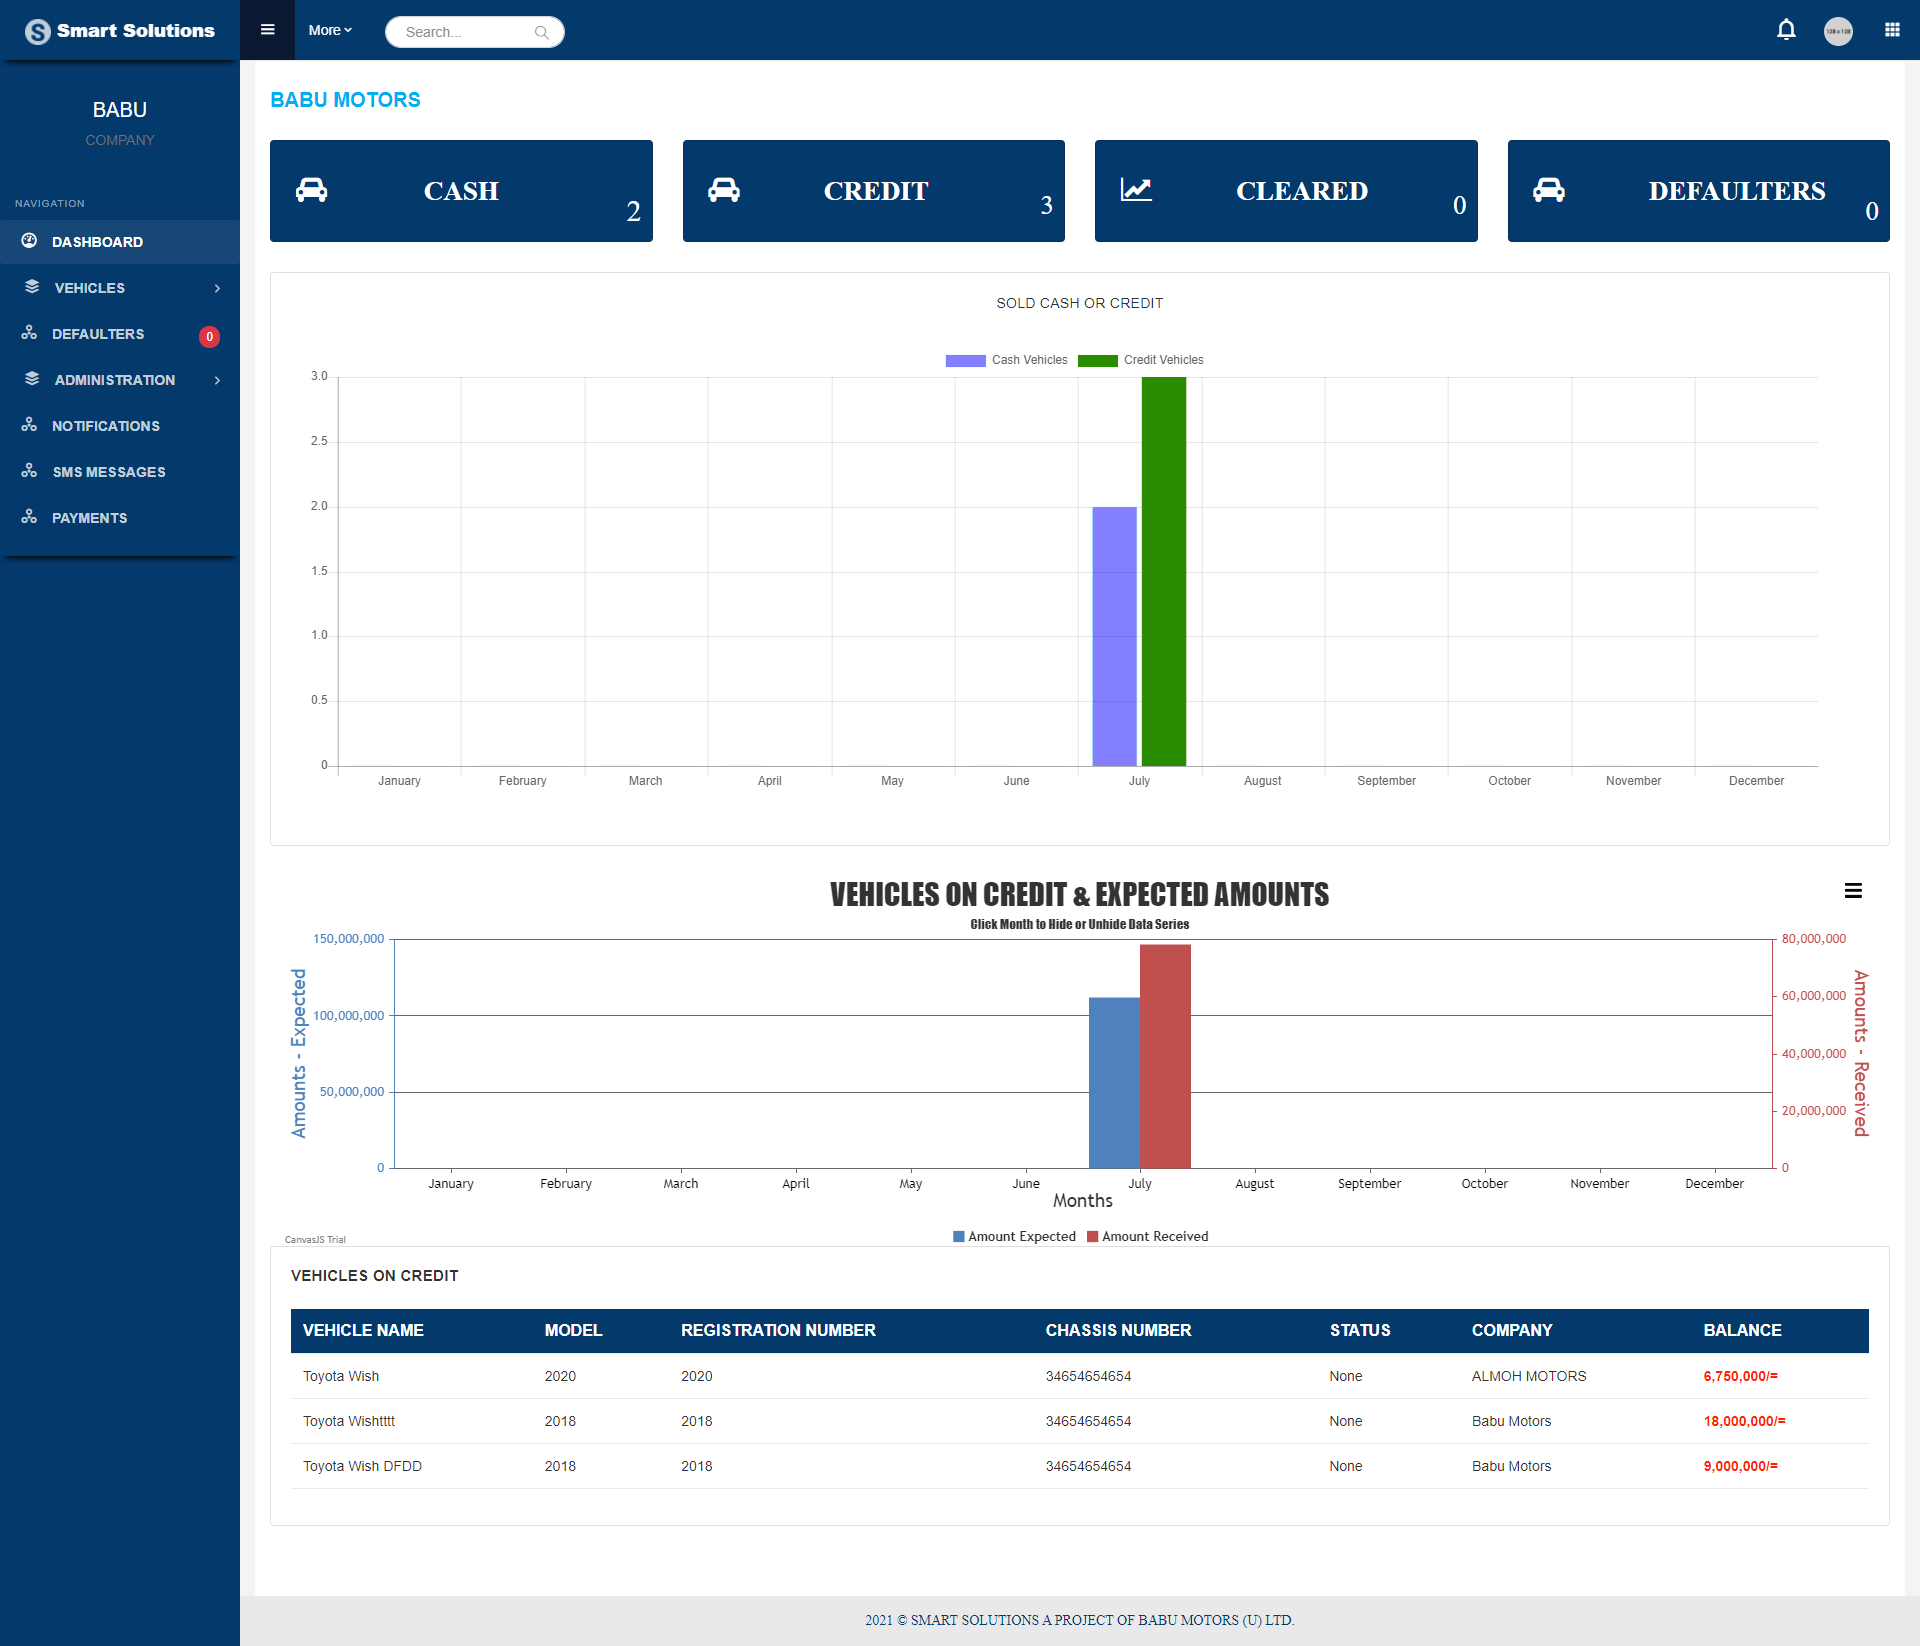 Smart Solutions
More
Search...
BABU
COMPANY
NAVIGATION
DASHBOARD
VEHICLES
DEFAULTERS 0
ADMINISTRATION
NOTIFICATIONS
SMS MESSAGES
PAYMENTS
BABU MOTORS
CASH 2
CREDIT 3
CLEARED 0
DEFAULTERS 0
SOLD CASH OR CREDIT
Cash Vehicles Credit Vehicles
3.0
2.5
2.0
1.5
1.0
0.5
0
January February March April May June July August September October November December
VEHICLES ON CREDIT & EXPECTED AMOUNTS
Click Month to Hide or Unhide Data Series
Amounts - Expected
150,000,000
100,000,000
50,000,000
0
80,000,000
60,000,000
40,000,000
20,000,000
0
Amounts - Received
January February March April May June July August September October November December
Months
Amount Expected Amount Received
CanvasJS Trial
VEHICLES ON CREDIT
VEHICLE NAME MODEL REGISTRATION NUMBER CHASSIS NUMBER STATUS COMPANY BALANCE
Toyota Wish 2020 2020 34654654654 None ALMOH MOTORS 6,750,000/=
Toyota Wishtttt 2018 2018 34654654654 None Babu Motors 18,000,000/=
Toyota Wish DFDD 2018 2018 34654654654 None Babu Motors 9,000,000/=
2021 © SMART SOLUTIONS A PROJECT OF BABU MOTORS (U) LTD.